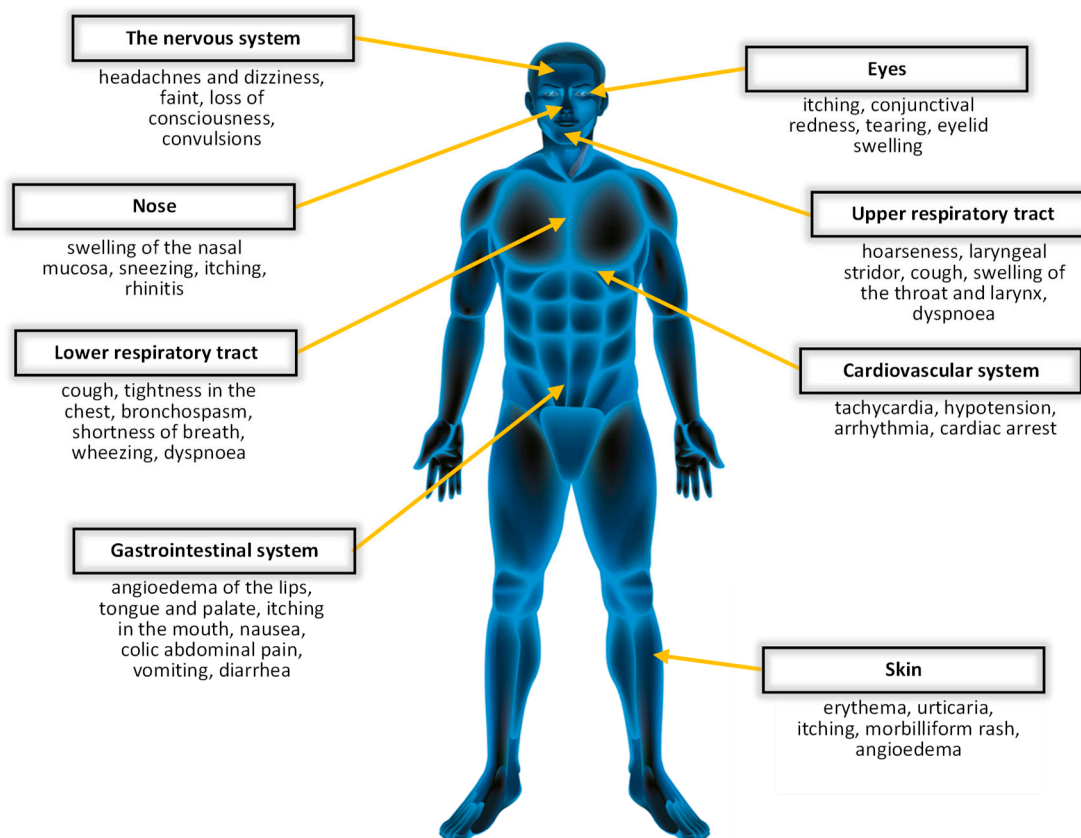 The nervous system
headachnes and dizziness,
faint, loss of
consciousness,
convulsions
Eyes
itching, conjunctival
redness, tearing, eyelid
swelling
Nose
swelling of the nasal
mucosa, sneezing, itching,
rhinitis
Upper respiratory tract
hoarseness, laryngeal
stridor, cough, swelling of
the throat and larynx,
dyspnoea
Lower respiratory tract
cough, tightness in the
chest, bronchospasm,
shortness of breath,
wheezing, dyspnoea
Cardiovascular system
tachycardia, hypotension,
arrhythmia, cardiac arrest
Gastrointestinal system
angioedema of the lips,
tongue and palate, itching
in the mouth, nausea,
colic abdominal pain,
vomiting, diarrhea
Skin
erythema, urticaria,
itching, morbilliform rash,
angioedema